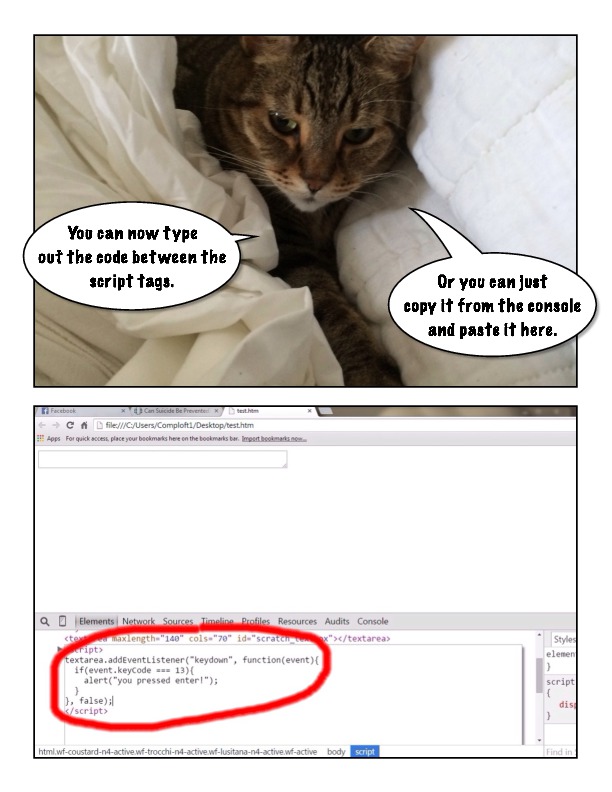 You can now type
out the code between the
script tags.
Or you can just
copy it from the console
and paste it here.
Facebook
Can Suicide Be Prevented
test.htm
file:///C:/Users/Comploft1/Desktop/test.htm
Apps For quick access, place your bookmarks here on the bookmarks bar. Import bookmarks now...
Elements Network Sources Timeline Profiles Resources Audits Console
maxlength="140" cols="70" id= "></textarea>
script>
textarea.addEventListener("keydown", function(event){
if(event.keyCode === 13){
alert("you pressed enter!");
}
}, false);
</script>
Styles
elemen
}
script
{
disp
}
html.wf-coustard-n4-active.wf-trocchi-n4-active.wf-lusitana-n4-active.wf-active body script
Find in